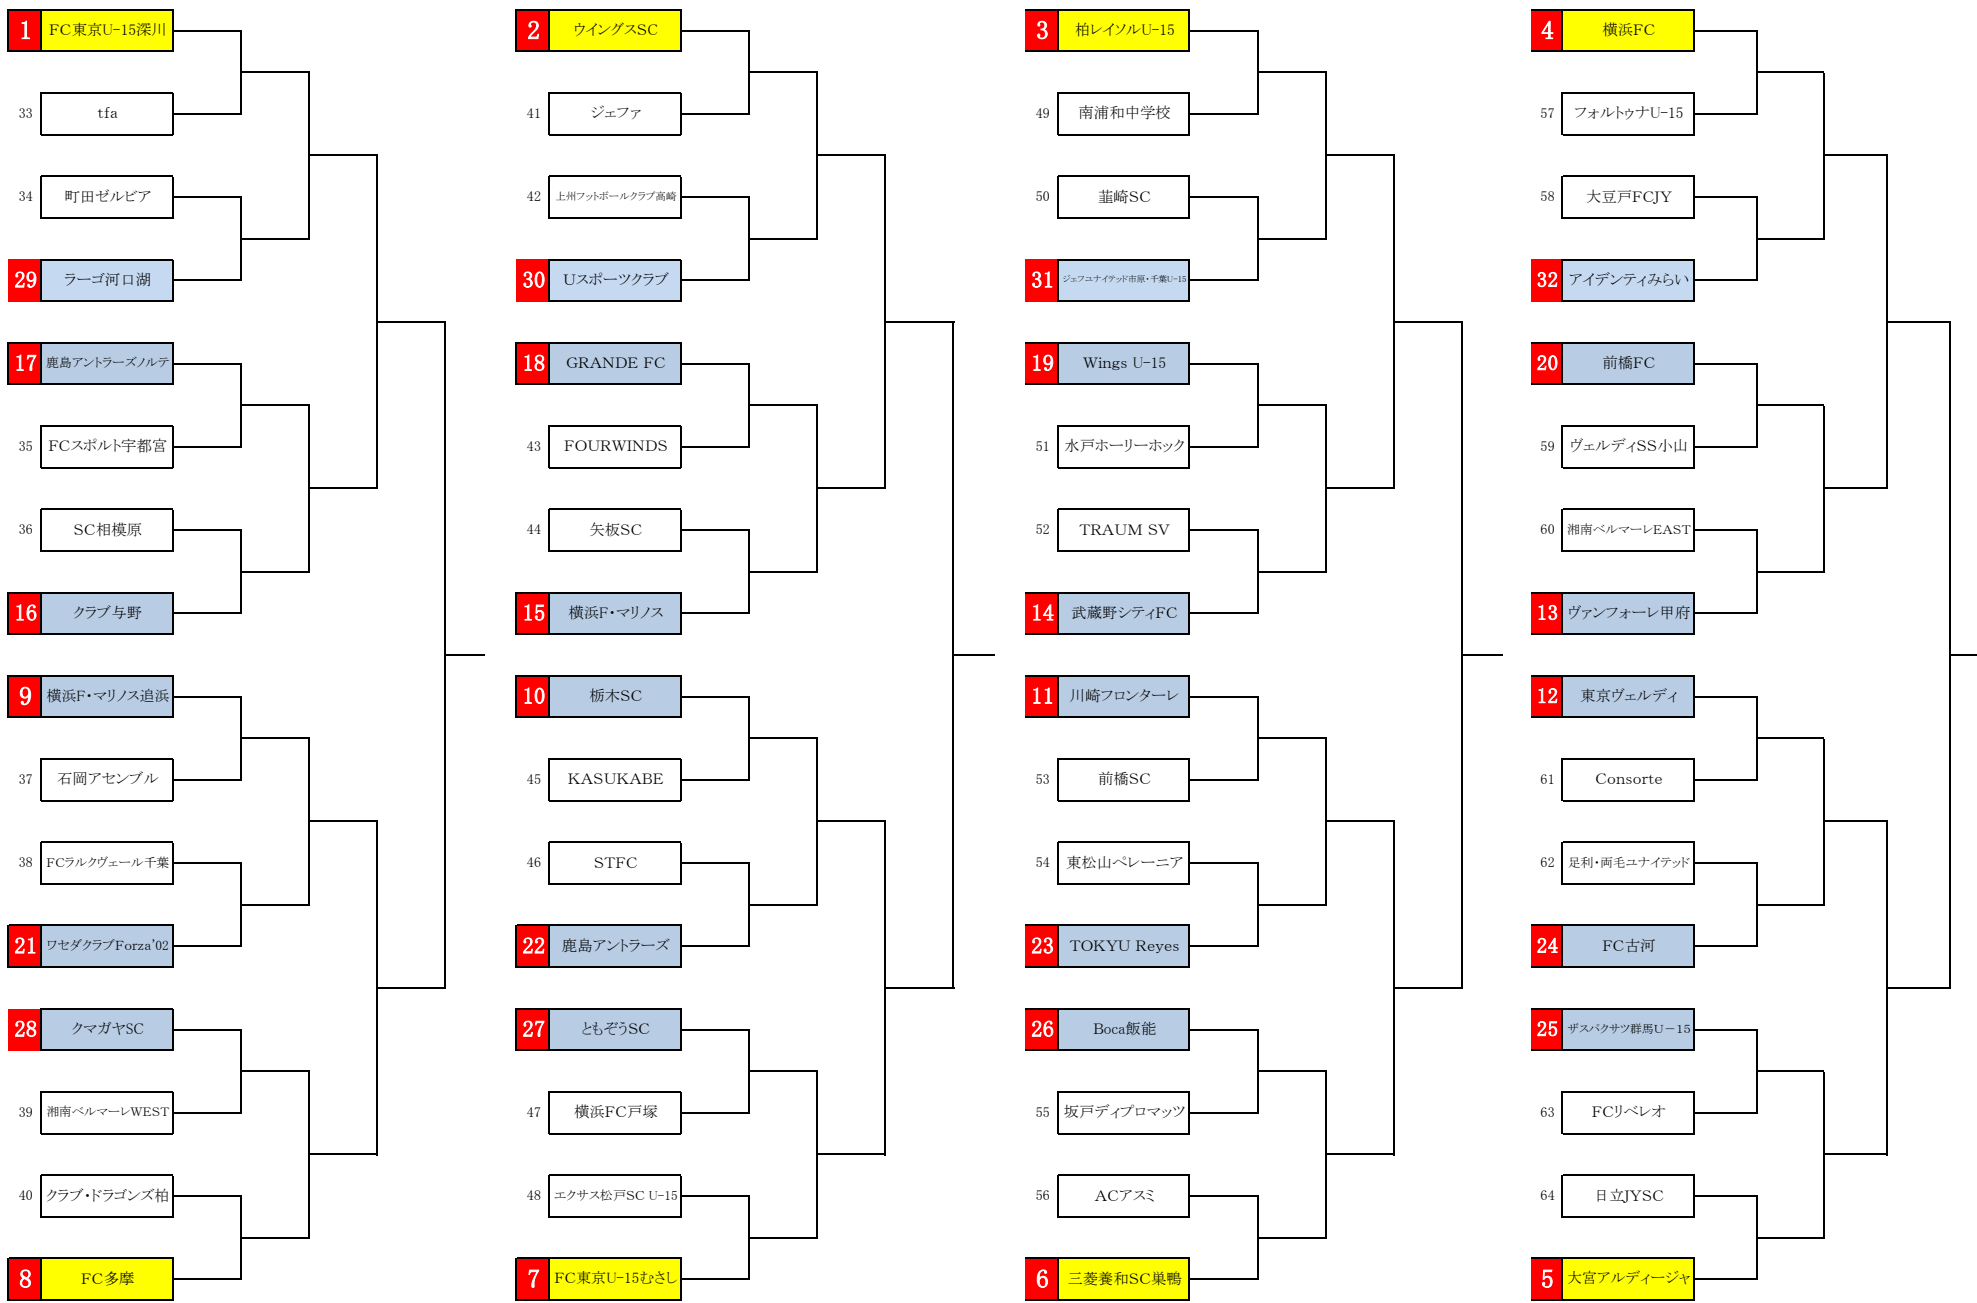 1 FC東京U-15深川
33 tfa
34 町田ゼルビア
29 ラーゴ河口湖
17 鹿島アントラーズノルテ
35 FCスポルト宇都宮
36 SC相模原
16 クラブ与野
9 横浜F・マリノス追浜
37 石岡アセンブル
38 FCラルクヴェール千葉
21 ワセダクラブForza'02
28 クマガヤSC
39 湘南ベルマーレWEST
40 クラブ・ドラゴンズ柏
8 FC多摩
2 ウイングスSC
41 ジェファ
42 上州フットボールクラブ高崎
30 Uスポーツクラブ
18 GRANDE FC
43 FOURWINDS
44 矢板SC
15 横浜F・マリノス
10 栃木SC
45 KASUKABE
46 STFC
22 鹿島アントラーズ
27 ともぞうSC
47 横浜FC戸塚
48 エクサス松戸SC U-15
7 FC東京U-15むさし
3 柏レイソルU-15
49 南浦和中学校
50 韮崎SC
31 ジェフユナイテッド市原・千葉U-15
19 Wings U-15
51 水戸ホーリーホック
52 TRAUM SV
14 武蔵野シティFC
11 川崎フロンターレ
53 前橋SC
54 東松山ペレーニア
23 TOKYU Reyes
26 Boca飯能
55 坂戸ディプロマッツ
56 ACアスミ
6 三菱養和SC巣鴨
4 横浜FC
57 フォルトゥナU-15
58 大豆戸FCJY
32 アイデンティみらい
20 前橋FC
59 ヴェルディSS小山
60 湘南ベルマーレEAST
13 ヴァンフォーレ甲府
12 東京ヴェルディ
61 Consorte
62 足利・両毛ユナイテッド
24 FC古河
25 ザスパクサツ群馬U－15
63 FCリベレオ
64 日立JYSC
5 大宮アルディージャ